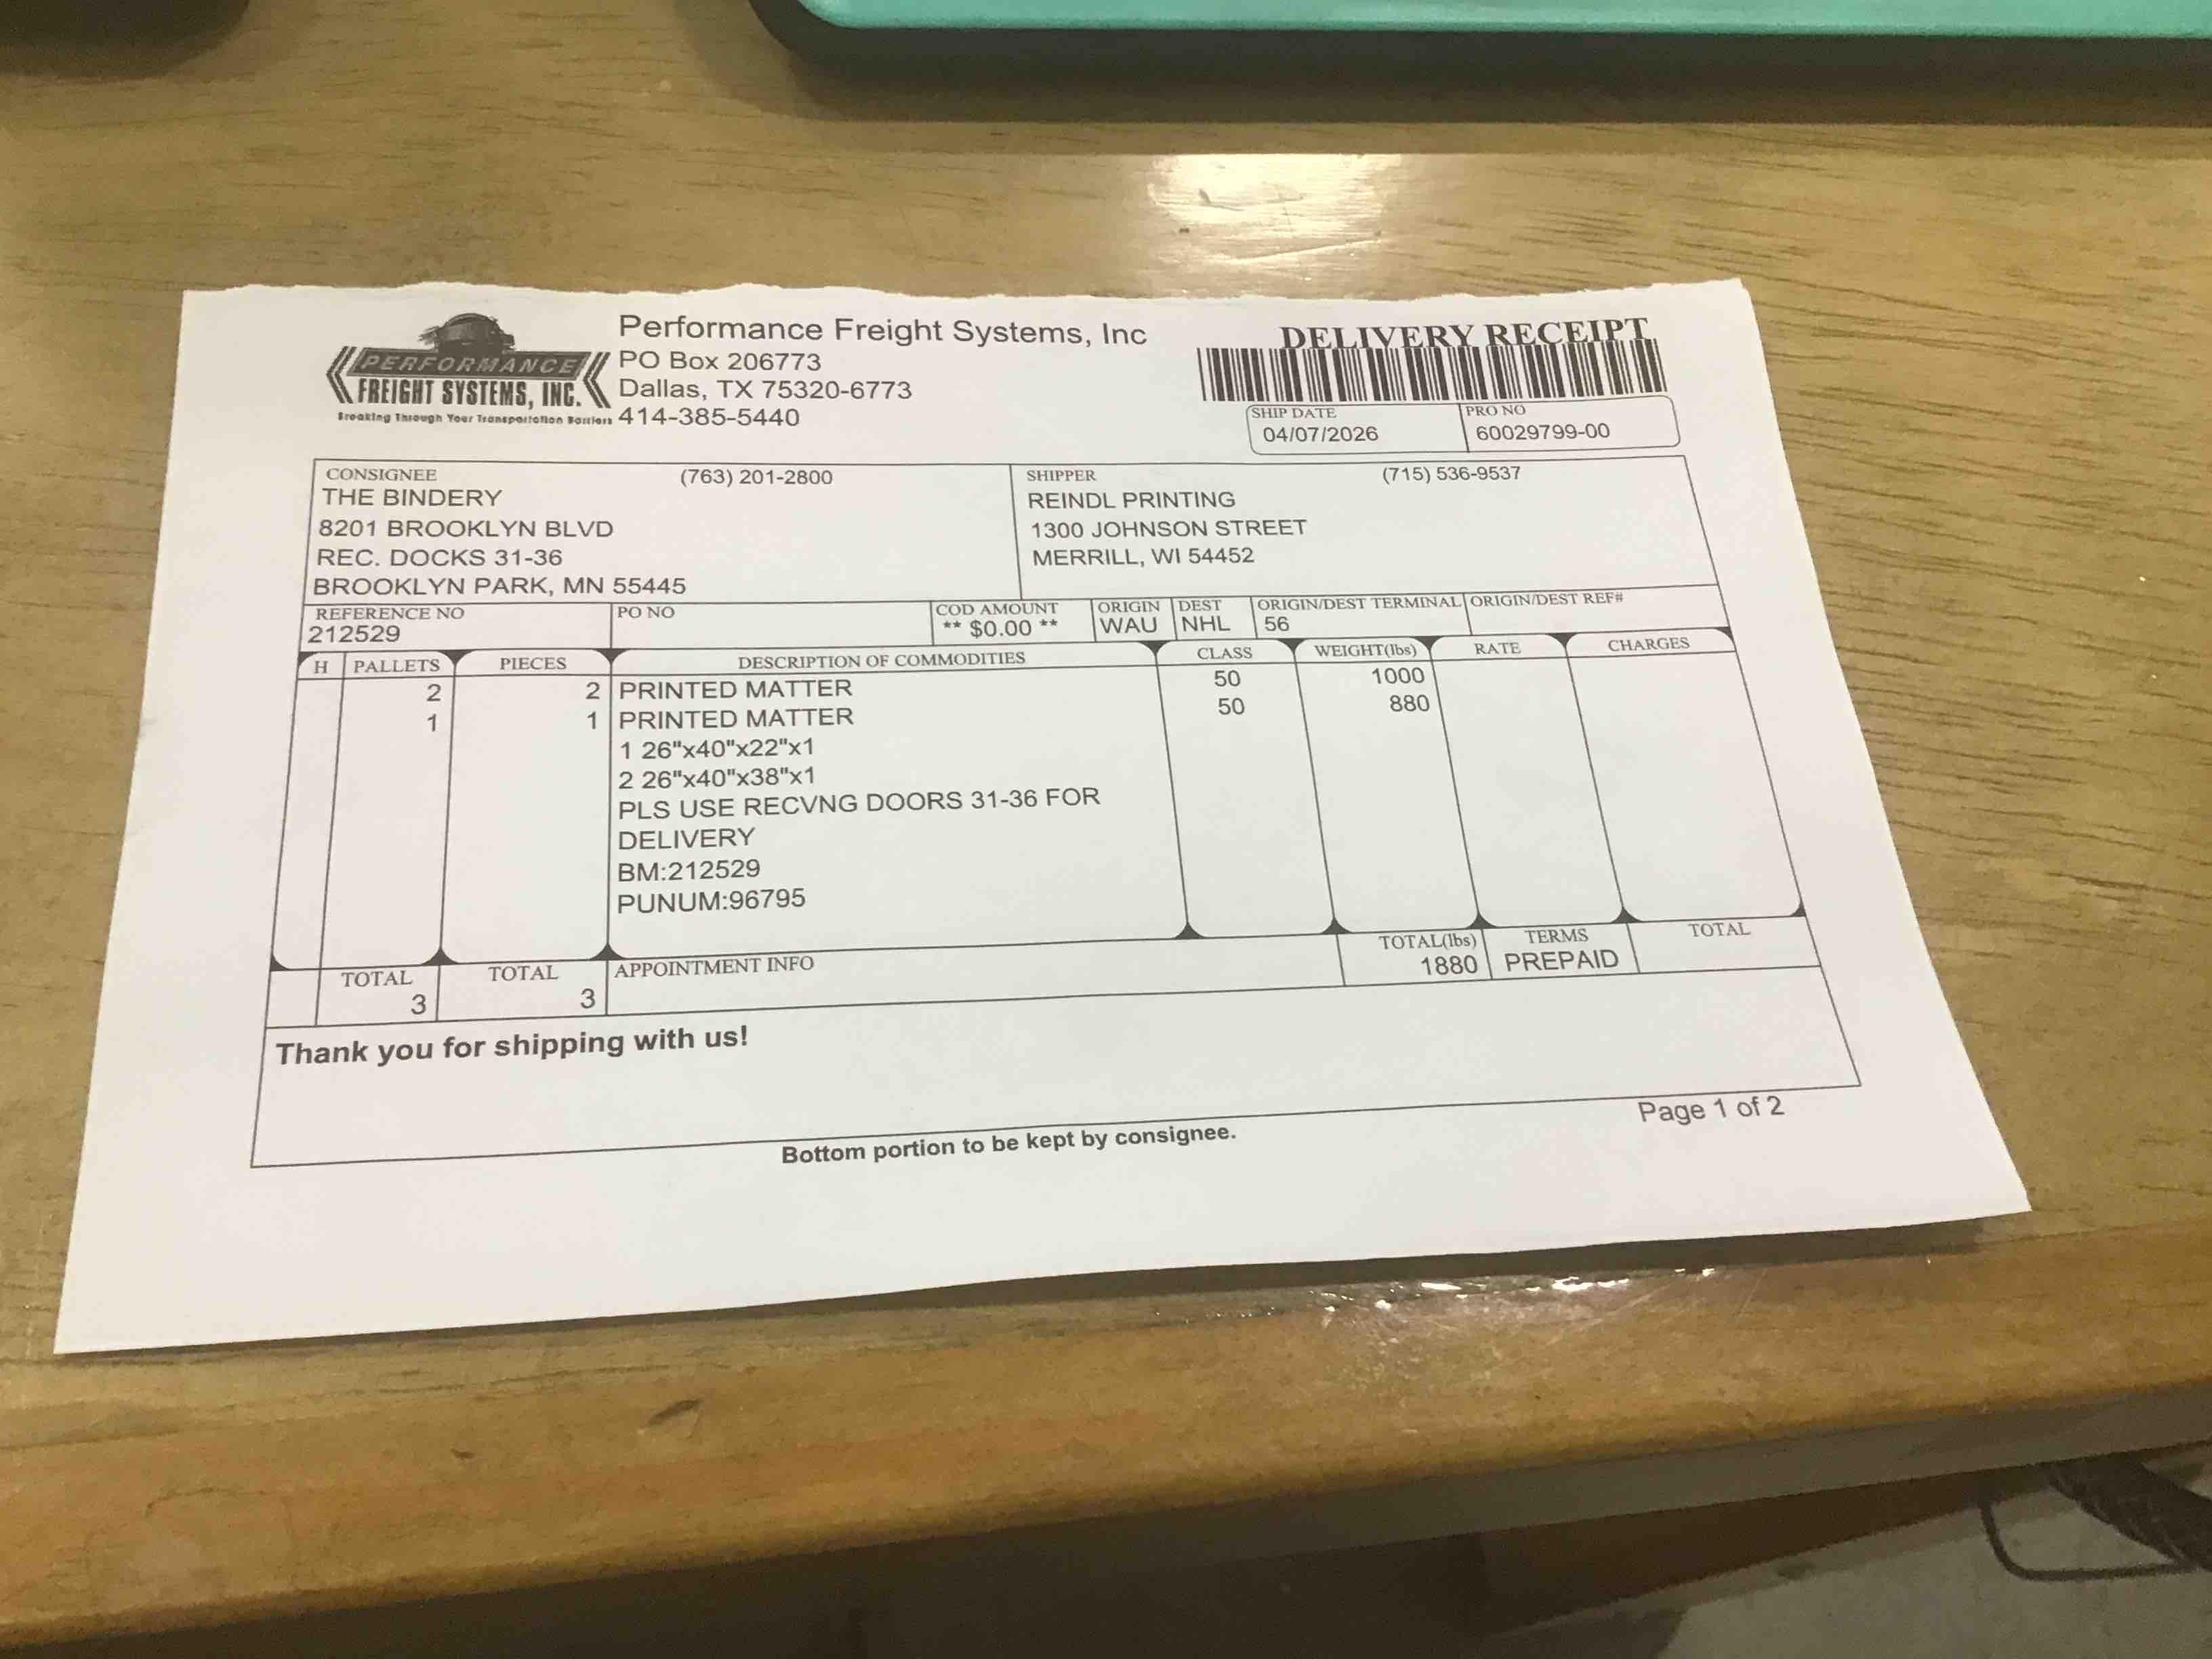 Performance Freight Systems, Inc
PO Box 206773
Dallas, TX 75320-6773
414-385-5440
PERFORMANCE
FREIGHT SYSTEMS, INC.
Breaking Through Your Transportation Barriers
DELIVERY RECEIPT
SHIP DATE PRO NO
04/07/2026 60029799-00
CONSIGNEE (763) 201-2800
THE BINDERY
8201 BROOKLYN BLVD
REC. DOCKS 31-36
BROOKLYN PARK, MN 55445
SHIPPER (715) 536-9537
REINDL PRINTING
1300 JOHNSON STREET
MERRILL, WI 54452
REFERENCE NO PO NO COD AMOUNT ORIGIN DEST ORIGIN/DEST TERMINAL ORIGIN/DEST REF#
212529 ** $0.00 ** WAU NHL 56
H PALLETS PIECES DESCRIPTION OF COMMODITIES CLASS WEIGHT(lbs) RATE CHARGES
2 2 PRINTED MATTER 50 1000
1 1 PRINTED MATTER 50 880
1 26"x40"x22"x1
2 26"x40"x38"x1
PLS USE RECVNG DOORS 31-36 FOR
DELIVERY
BM:212529
PUNUM:96795
TOTAL TOTAL APPOINTMENT INFO TOTAL(lbs) TERMS TOTAL
3 3 1880 PREPAID
Thank you for shipping with us!
Bottom portion to be kept by consignee.
Page 1 of 2